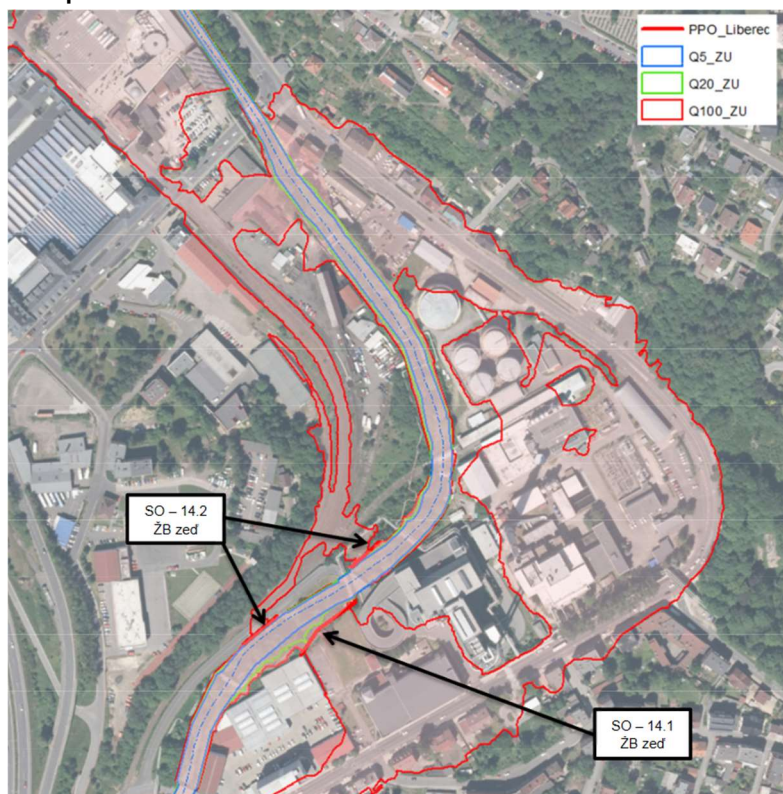 PPO_Liberec
Q5_ZU
Q20_ZU
Q100_ZU
SO – 14.2
ŽB zeď
SO – 14.1
ŽB zeď